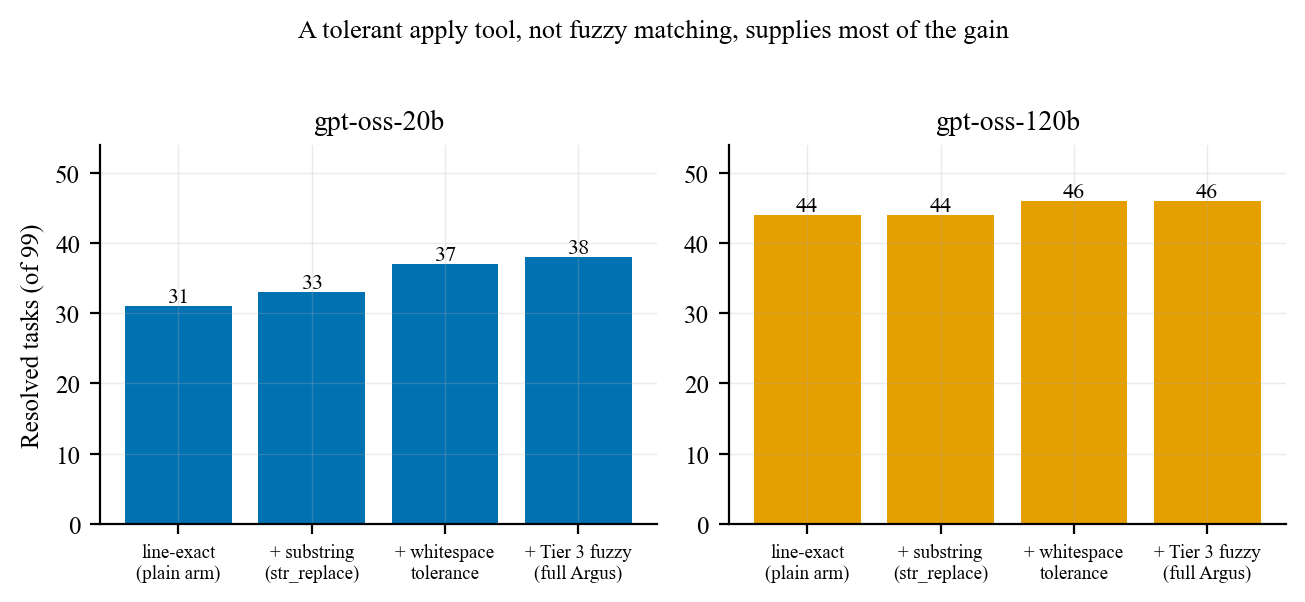 A tolerant apply tool, not fuzzy matching, supplies most of the gain
gpt-oss-20b
Resolved tasks (of 99)
50
40
30
20
10
0
31
33
37
38
line-exact
(plain arm)
+ substring
(str_replace)
+ whitespace
tolerance
+ Tier 3 fuzzy
(full Argus)
gpt-oss-120b
50
40
30
20
10
0
44
44
46
46
line-exact
(plain arm)
+ substring
(str_replace)
+ whitespace
tolerance
+ Tier 3 fuzzy
(full Argus)